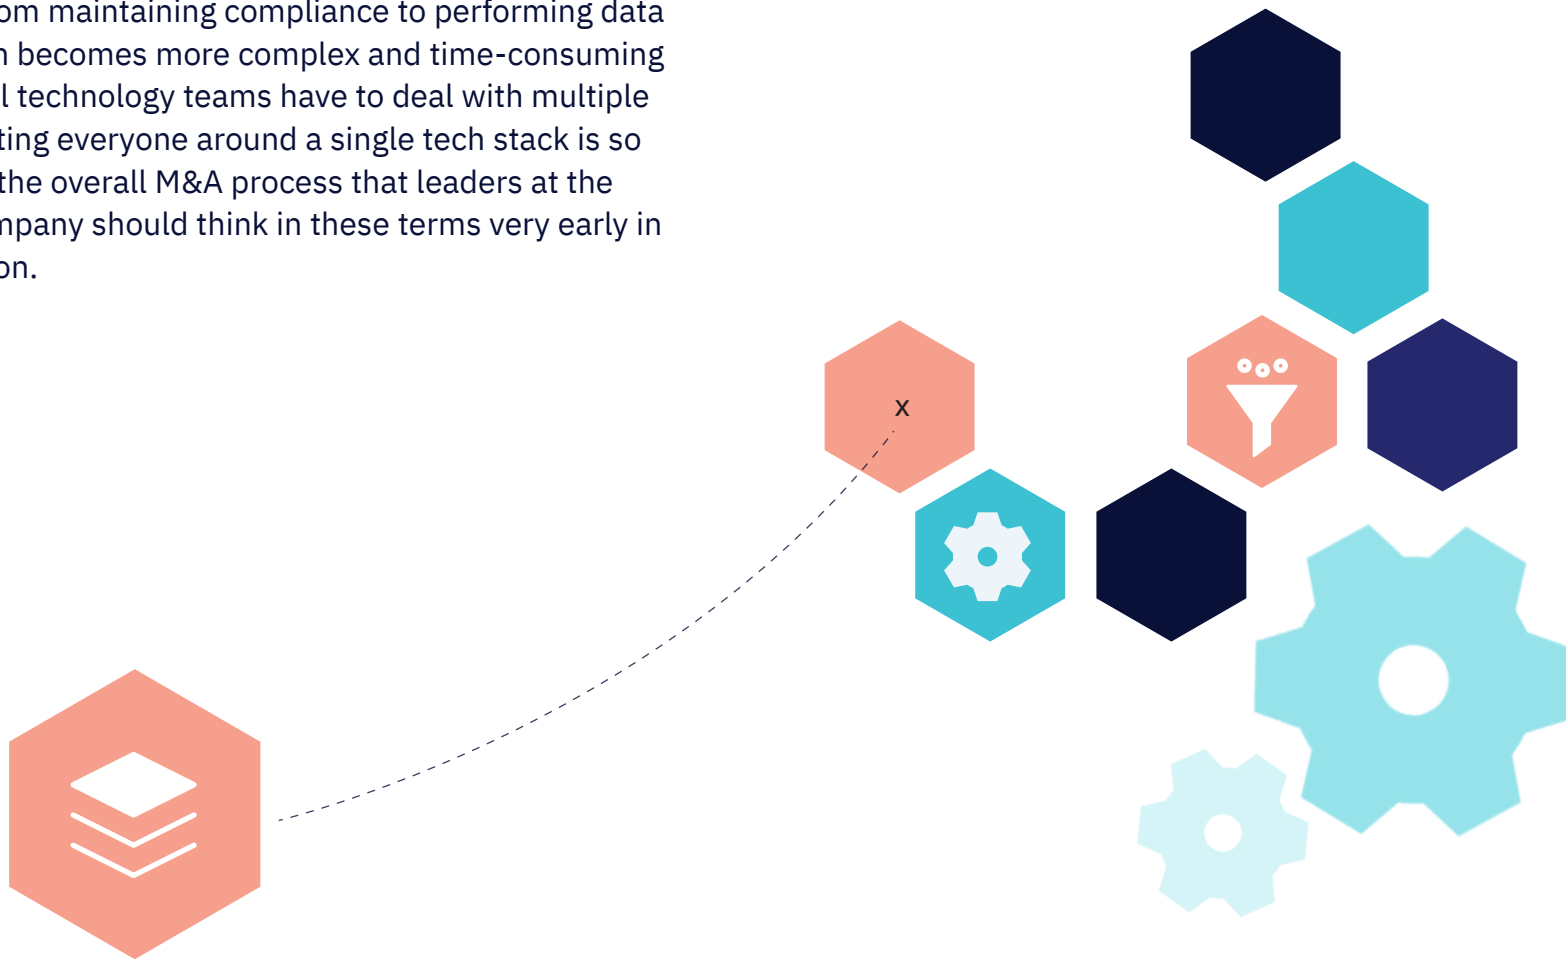 om maintaining compliance to performing data
becomes more complex and time-consuming
technology teams have to deal with multiple
ting everyone around a single tech stack is so
the overall M&A process that leaders at the
mpany should think in these terms very early in
on.
x